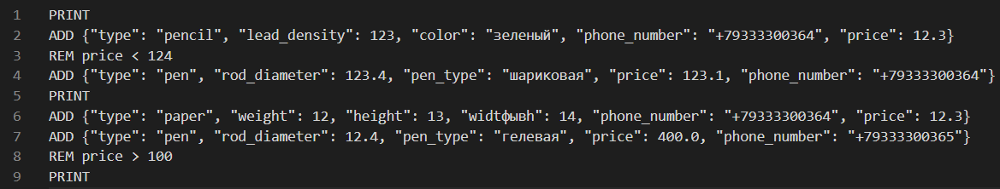 1 PRINT
2 ADD {"type": "pencil", "lead_density": 123, "color": "зеленый", "phone_number": "+79333300364", "price": 12.3}
3 REM price < 124
4 ADD {"type": "pen", "rod_diameter": 123.4, "pen_type": "шариковая", "price": 123.1, "phone_number": "+79333300364"}
5 PRINT
6 ADD {"type": "paper", "weight": 12, "height": 13, "widtфывh": 14, "phone_number": "+79333300364", "price": 12.3}
7 ADD {"type": "pen", "rod_diameter": 12.4, "pen_type": "гелевая", "price": 400.0, "phone_number": "+79333300365"}
8 REM price > 100
9 PRINT